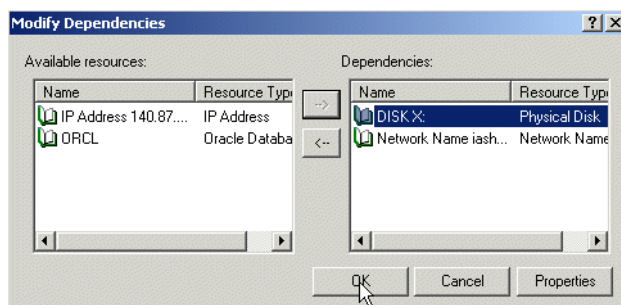 Modify Dependencies
Available resources:
Name Resource Typ
IP Address 140.87.... IP Address
ORCL Oracle Databa
-->
<--
Dependencies:
Name Resource Typ
DISK X: Physical Disk
Network Name iash... Network Name
OK Cancel Properties